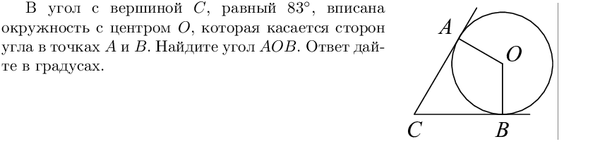 В угол с вершиной C, равный 83°, вписана
окружность с центром O, которая касается сторон
угла в точках A и B. Найдите угол AOB. Ответ дай-
те в градусах.
A
O
C
B